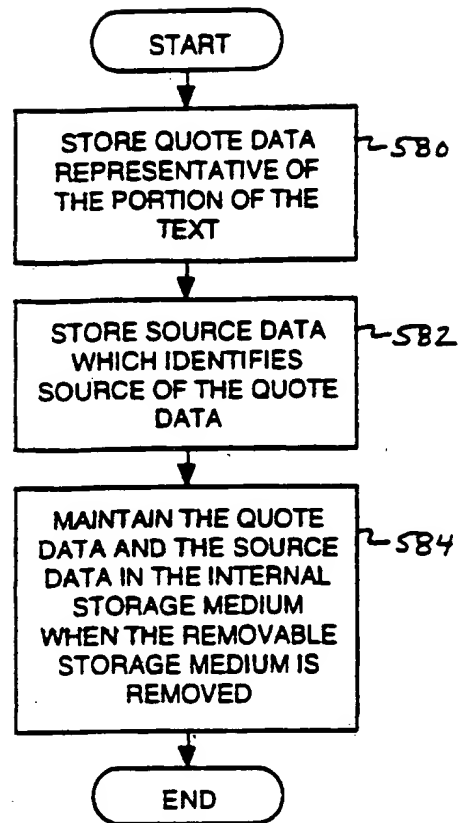 START
STORE QUOTE DATA
REPRESENTATIVE OF
THE PORTION OF THE
TEXT
580
STORE SOURCE DATA
WHICH IDENTIFIES
SOURCE OF THE QUOTE
DATA
582
MAINTAIN THE QUOTE
DATA AND THE SOURCE
DATA IN THE INTERNAL
STORAGE MEDIUM
WHEN THE REMOVABLE
STORAGE MEDIUM IS
REMOVED
584
END